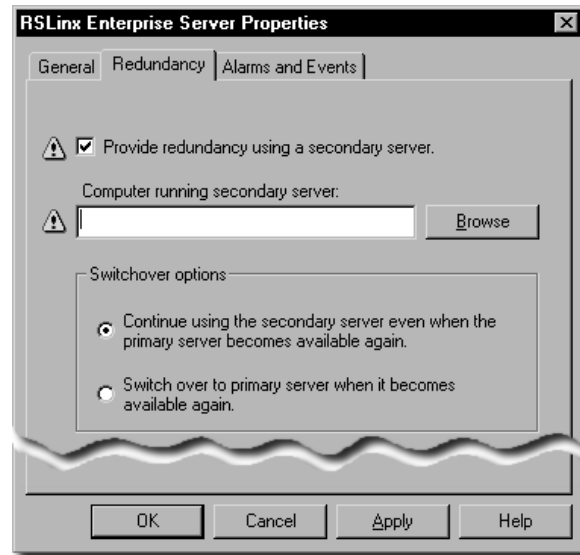 RSLinx Enterprise Server Properties
General Redundancy Alarms and Events
Provide redundancy using a secondary server.
Computer running secondary server:
Browse
Switchover options
Continue using the secondary server even when the
primary server becomes available again.
Switch over to primary server when it becomes
available again.
OK Cancel Apply Help